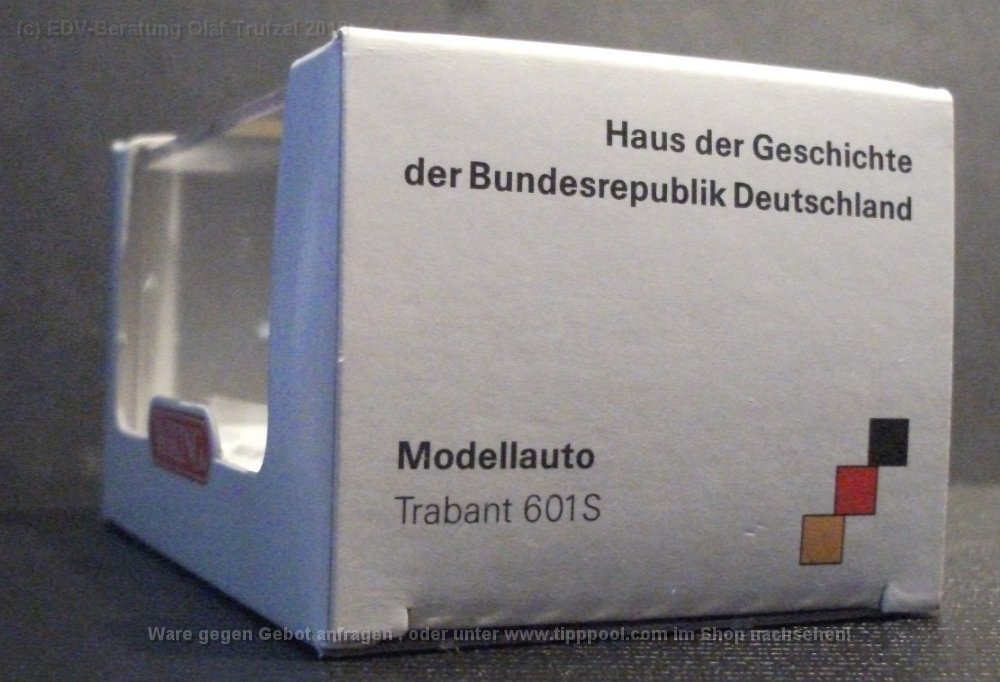 (c) EDV-Beratung Olaf Trutzel
Haus der Geschichte
der Bundesrepublik Deutschland
Modellauto
Trabant 601S
Ware gegen Gebot anfragen , oder unter www.tipppool.com im Shop nachsehen!